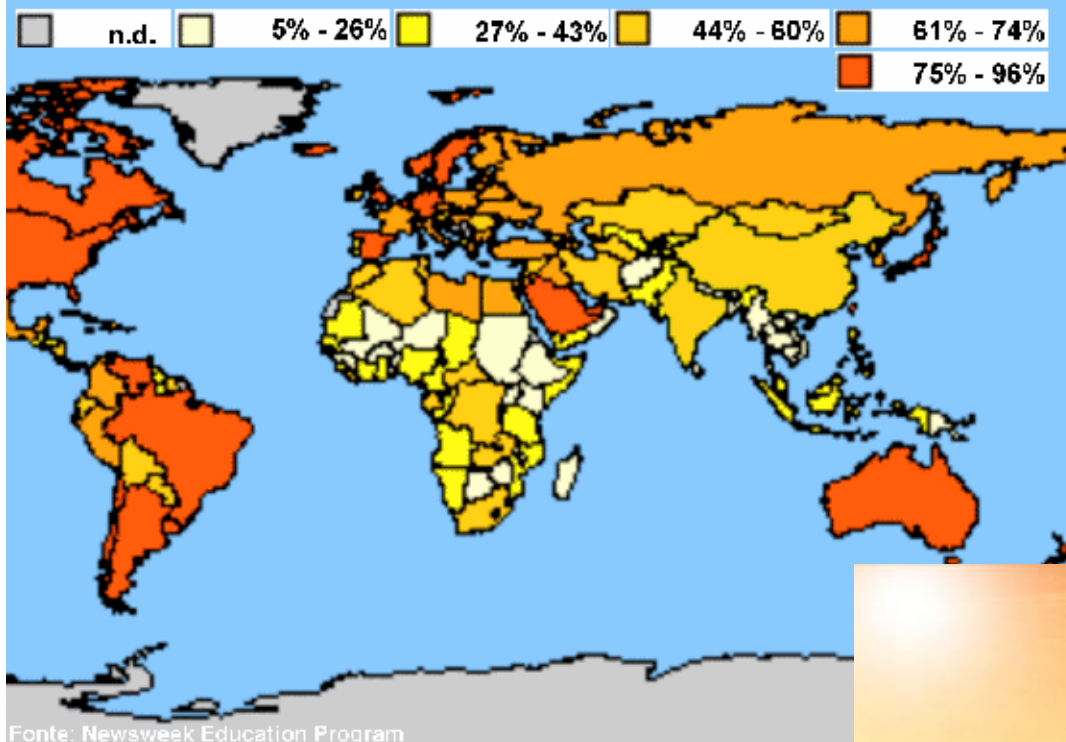 n.d. 5% - 26% 27% - 43% 44% - 60% 61% - 74%
75% - 96%
Fonte: Newsweek Education Program